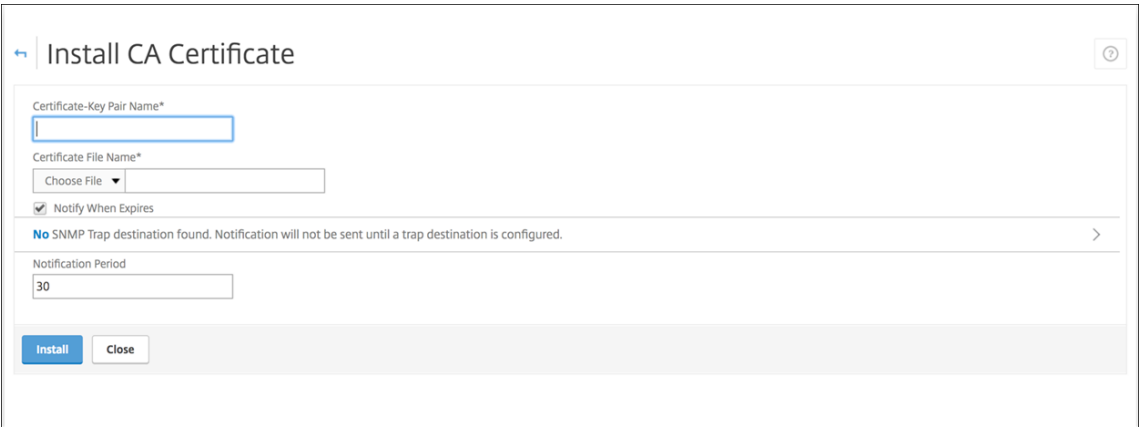 Install CA Certificate
?
Certificate-Key Pair Name*
Certificate File Name*
Choose File
Notify When Expires
No SNMP Trap destination found. Notification will not be sent until a trap destination is configured.
Notification Period
30
Install Close